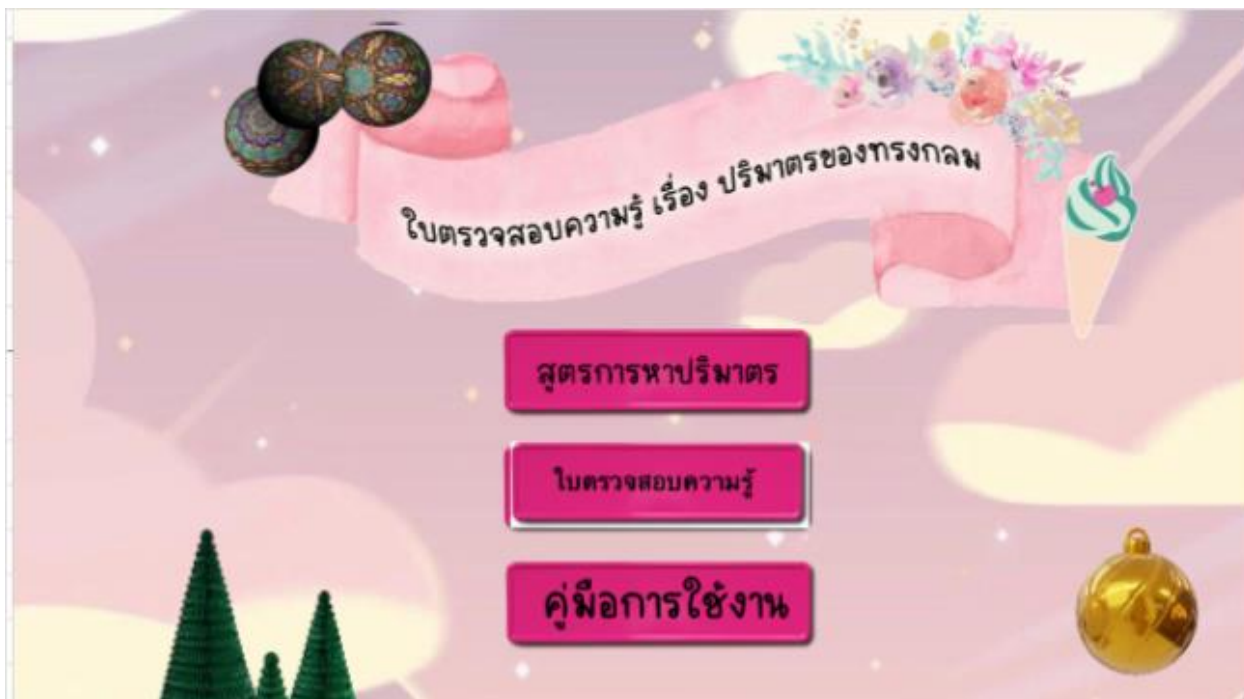 ใบตรวจสอบความรู้ เรื่อง ปริมาตรของทรงกลม
สูตรการหาปริมาตร
ใบตรวจสอบความรู้
คู่มือการใช้งาน